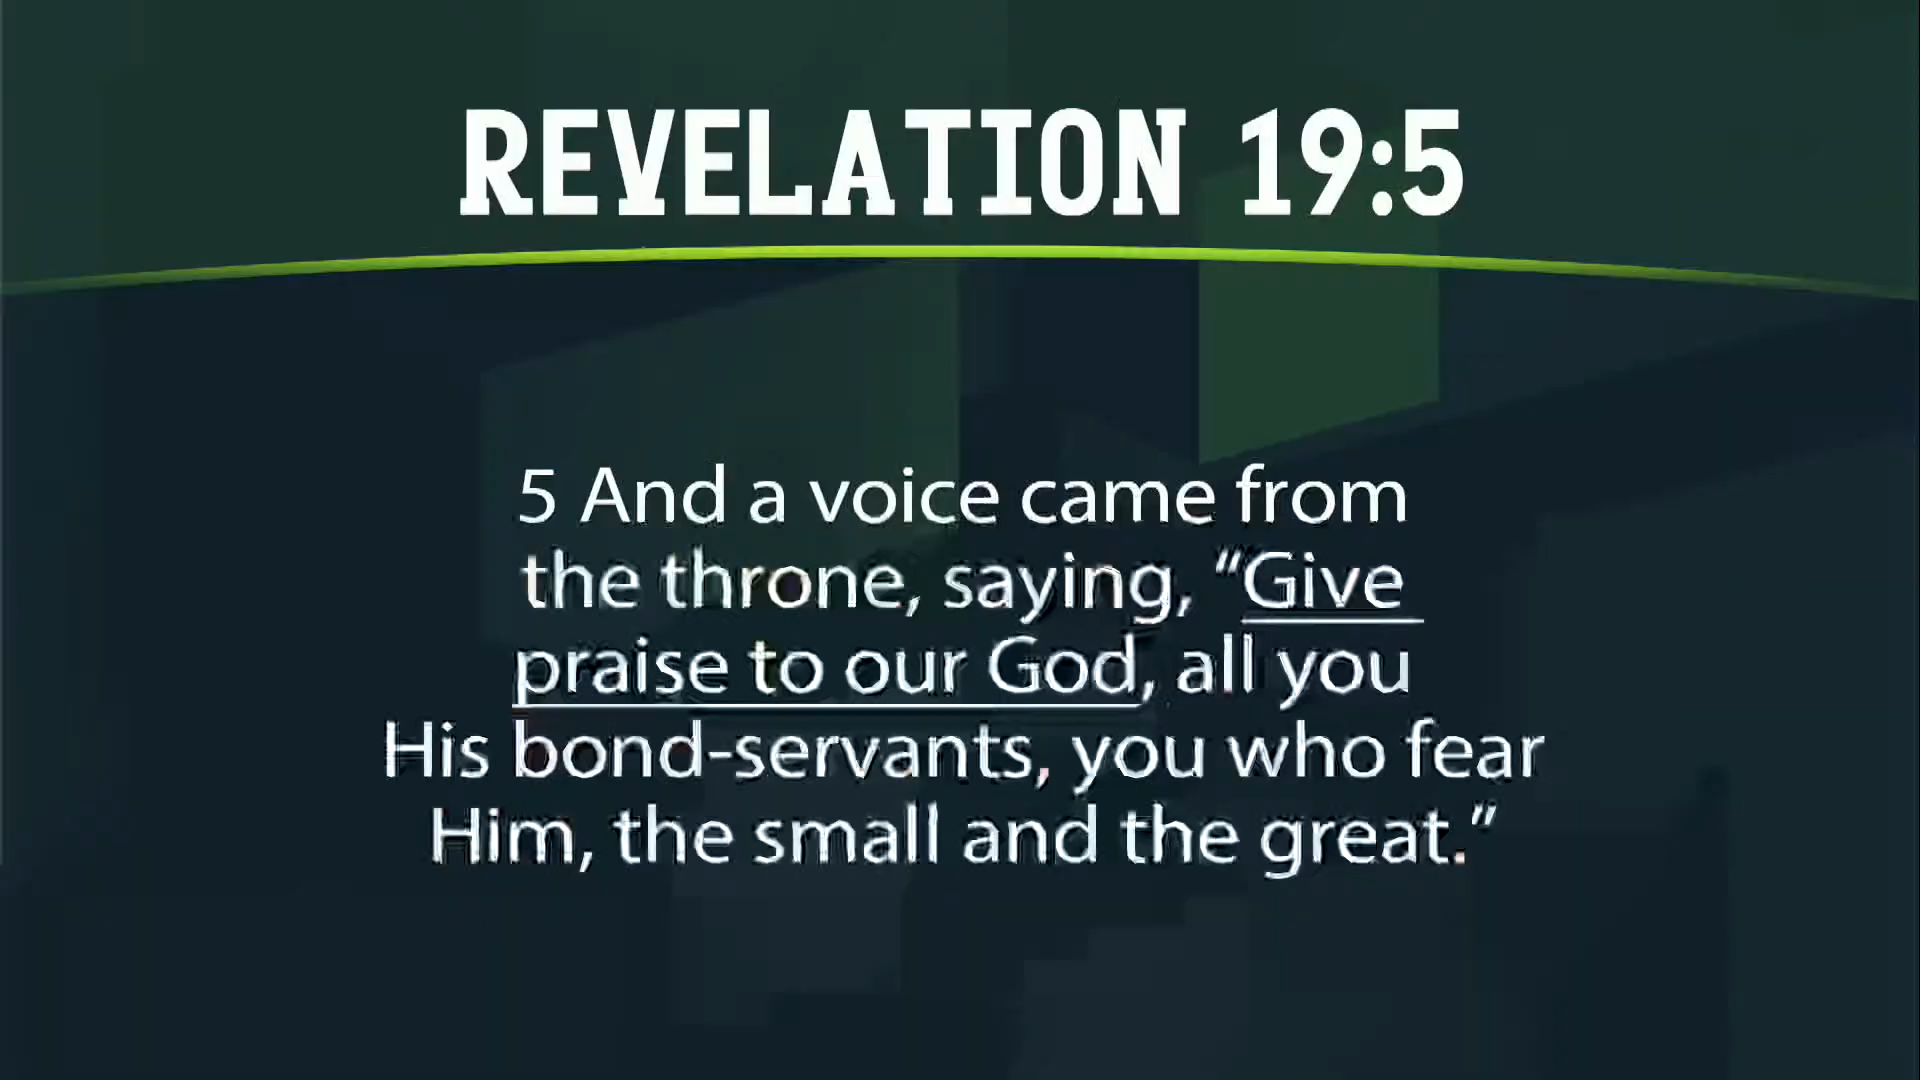 REVELATION 19:5
5 And a voice came from
the throne, saying, “Give
praise to our God, all you
His bond-servants, you who fear
Him, the small and the great.”